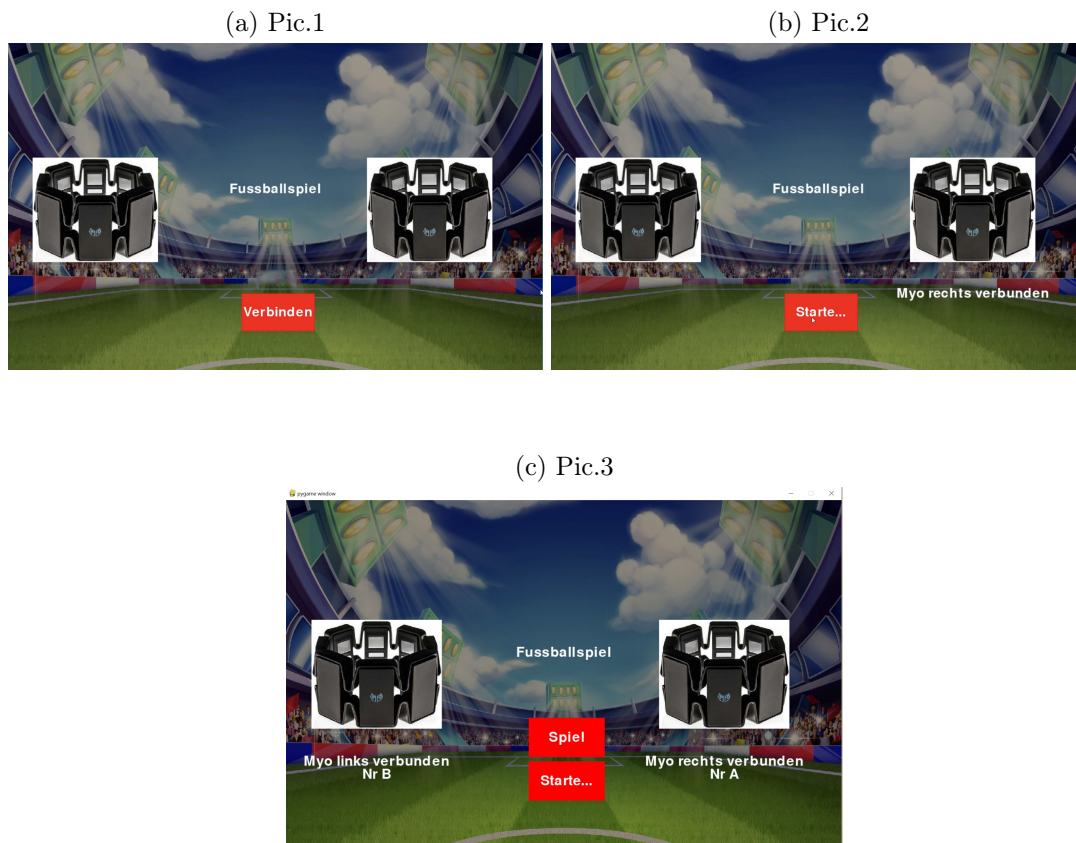 (a) Pic.1
(b) Pic.2
Fussballspiel
Verbinden
Fussballspiel
Myo rechts verbunden
Starte...
(c) Pic.3
pygame window
Fussballspiel
Spiel
Myo links verbunden
Nr B
Myo rechts verbunden
Nr A
Starte...